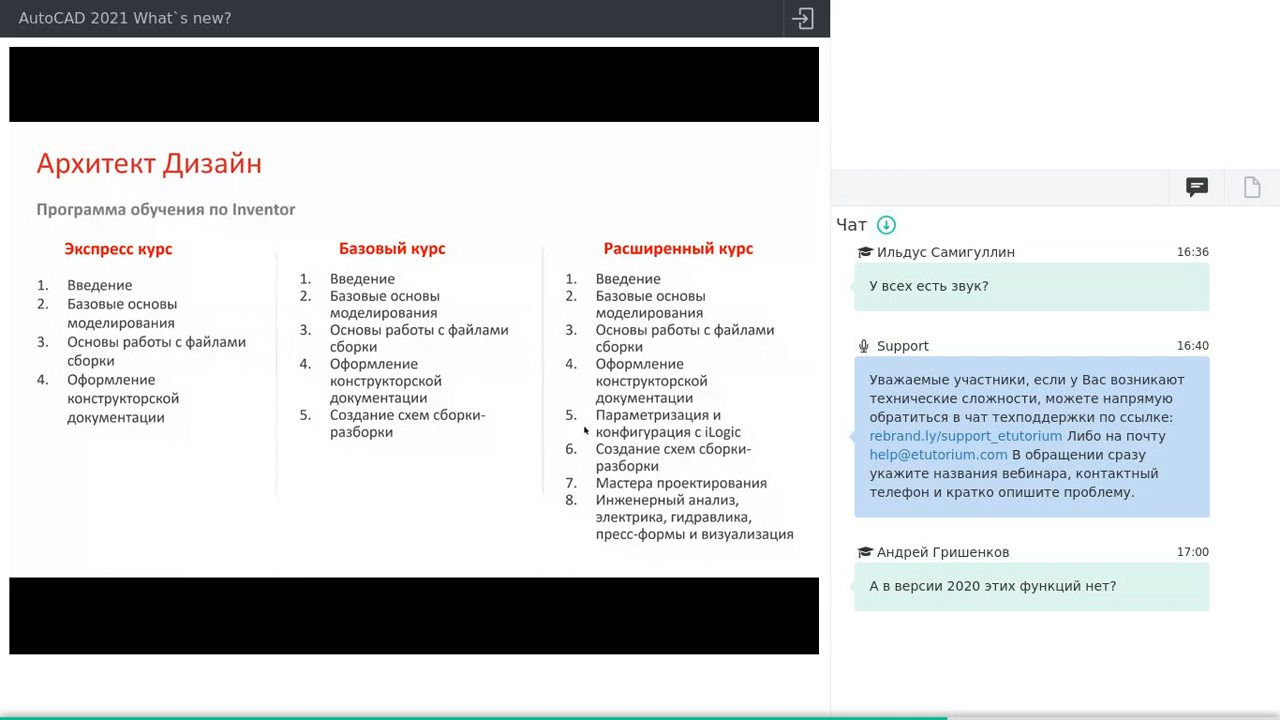 AutoCAD 2021 What`s new?
Архитект Дизайн
Программа обучения по Inventor
Экспресс курс
1. Введение
2. Базовые основы
моделирования
3. Основы работы с файлами
сборки
4. Оформление
конструкторской
документации
Базовый курс
1. Введение
2. Базовые основы
моделирования
3. Основы работы с файлами
сборки
4. Оформление
конструкторской
документации
5. Создание схем сборки-
разборки
Расширенный курс
1. Введение
2. Базовые основы
моделирования
3. Основы работы с файлами
сборки
4. Оформление
конструкторской
документации
5. Параметризация и
конфигурация с iLogic
6. Создание схем сборки-
разборки
7. Мастера проектирования
8. Инженерный анализ,
электрика, гидравлика,
пресс-формы и визуализация
Чат
Ильдус Самигуллин 16:36
У всех есть звук?
Support 16:40
Уважаемые участники, если у Вас возникают
технические сложности, можете напрямую
обратиться в чат техподдержки по ссылке:
rebrand.ly/support_etutorium Либо на почту
help@etutorium.com В обращении сразу
укажите названия вебинара, контактный
телефон и кратко опишите проблему.
Андрей Гришенков 17:00
А в версии 2020 этих функций нет?